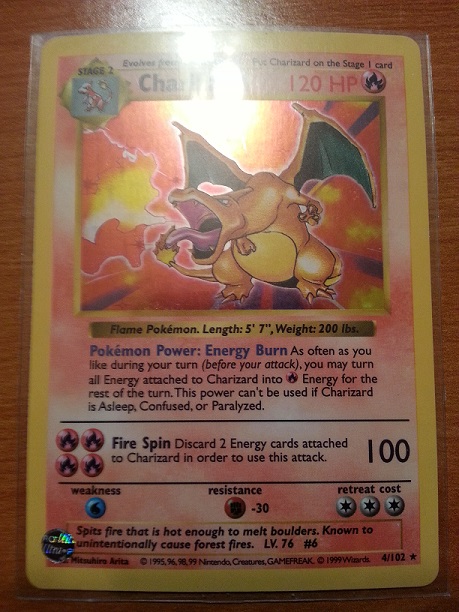 STAGE 2
Evolves from Put Charizard on the Stage 1 card
120 HP
Flame Pokémon. Length: 5' 7", Weight: 200 lbs.
Pokémon Power: Energy Burn As often as you
like during your turn (before your attack), you may turn
all Energy attached to Charizard into Energy for the
rest of the turn. This power can't be used if Charizard
is Asleep, Confused, or Paralyzed.
Fire Spin Discard 2 Energy cards attached
to Charizard in order to use this attack. 100
weakness resistance retreat cost
-30
Spits fire that is hot enough to melt boulders. Known to
unintentionally cause forest fires. LV. 76 #6
Mitsuhiro Arita © 1995, 96, 98, 99 Nintendo, Creatures, GAMEFREAK. © 1999 Wizards. 4/102 ★